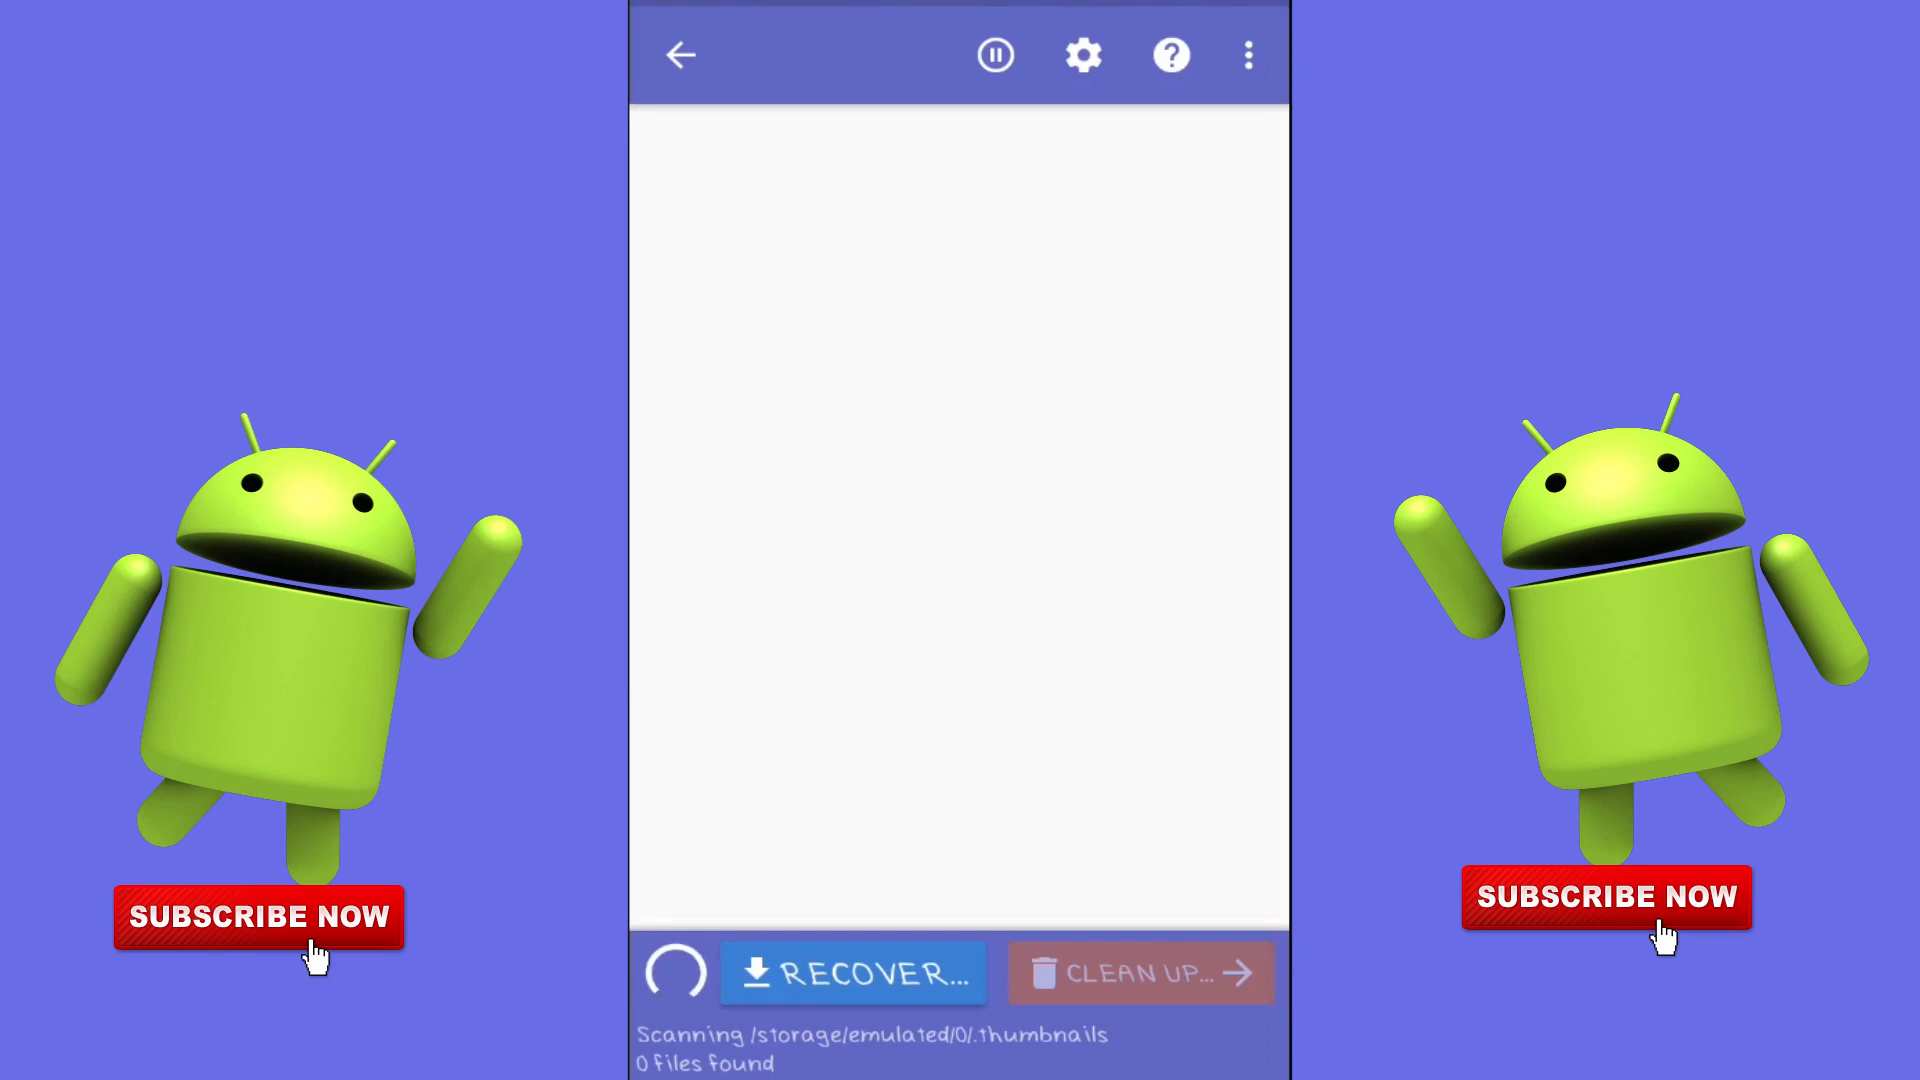 RECOVER...
CLEAN UP...
Scanning /storage/emulated/0/.thumbnails
0 files found
SUBSCRIBE NOW
SUBSCRIBE NOW